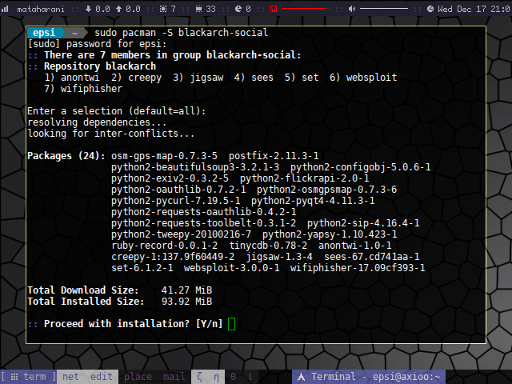 mataharani :: 0.0 0.0 :: 7 :: 33 :: 0 :: :: :: Wed Dec 17 21:0
epsi ~ sudo pacman -S blackarch-social
[sudo] password for epsi:
:: There are 7 members in group blackarch-social:
:: Repository blackarch
1) anontwi 2) creepy 3) jigsaw 4) sees 5) set 6) websploit
7) wifiphisher
Enter a selection (default=all):
resolving dependencies...
looking for inter-conflicts...
Packages (24): osm-gps-map-0.7.3-5 postfix-2.11.3-1
python2-beautifulsoup3-3.2.1-3 python2-configobj-5.0.6-1
python2-exiv2-0.3.2-5 python2-flickrapi-2.0-1
python2-oauthlib-0.7.2-1 python2-osmgpsmap-0.7.3-6
python2-pycurl-7.19.5-1 python2-pyqt4-4.11.3-1
python2-requests-oauthlib-0.4.2-1
python2-requests-toolbelt-0.3.1-2 python2-sip-4.16.4-1
python2-tweepy-20100216-7 python2-yapsy-1.10.423-1
ruby-record-0.0.1-2 tinycdb-0.78-2 anontwi-1.0-1
creepy-1:137.9f60449-2 jigsaw-1.3-4 sees-67.cd741aa-1
set-6.1.2-1 websploit-3.0.0-1 wifiphisher-17.09cf393-1
Total Download Size: 41.27 MiB
Total Installed Size: 93.92 MiB
:: Proceed with installation? [Y/n]
[ term ] net edit place mail ζ η θ ι Terminal - epsi@axioo:~